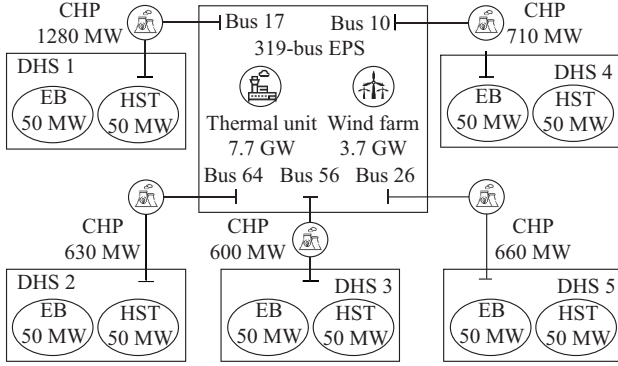 CHP
1280 MW
Bus 17
Bus 10
CHP
710 MW
319-bus EPS
DHS 1
EB
50 MW
HST
50 MW
Thermal unit
7.7 GW
Wind farm
3.7 GW
DHS 4
EB
50 MW
HST
50 MW
Bus 64
Bus 56
Bus 26
CHP
630 MW
CHP
600 MW
CHP
660 MW
DHS 2
EB
50 MW
HST
50 MW
DHS 3
EB
50 MW
HST
50 MW
DHS 5
EB
50 MW
HST
50 MW